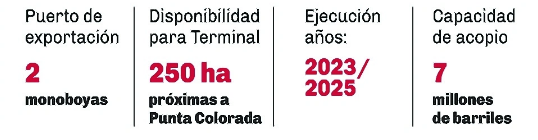 Puerto de
exportación
2
monoboyas
Disponibilidad
para Terminal
250 ha
próximas a
Punta Colorada
Ejecución
años:
2023/
2025
Capacidad
de acopio
7
millones
de barriles